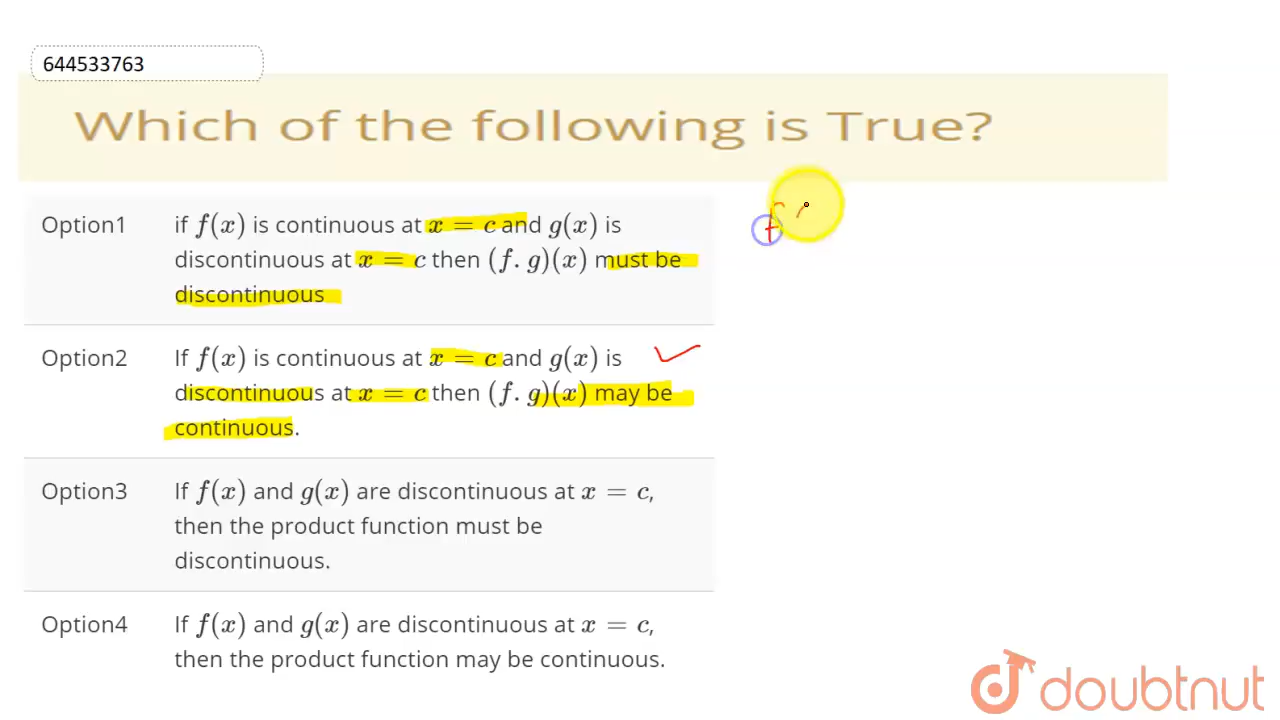 644533763
Which of the following is True?
Option1 if f(x) is continuous at x = c and g(x) is
discontinuous at x = c then (f. g)(x) must be
discontinuous
Option2 If f(x) is continuous at x = c and g(x) is
discontinuous at x = c then (f. g)(x) may be
continuous.
Option3 If f(x) and g(x) are discontinuous at x = c,
then the product function must be
discontinuous.
Option4 If f(x) and g(x) are discontinuous at x = c,
then the product function may be continuous.
f
doubtnut